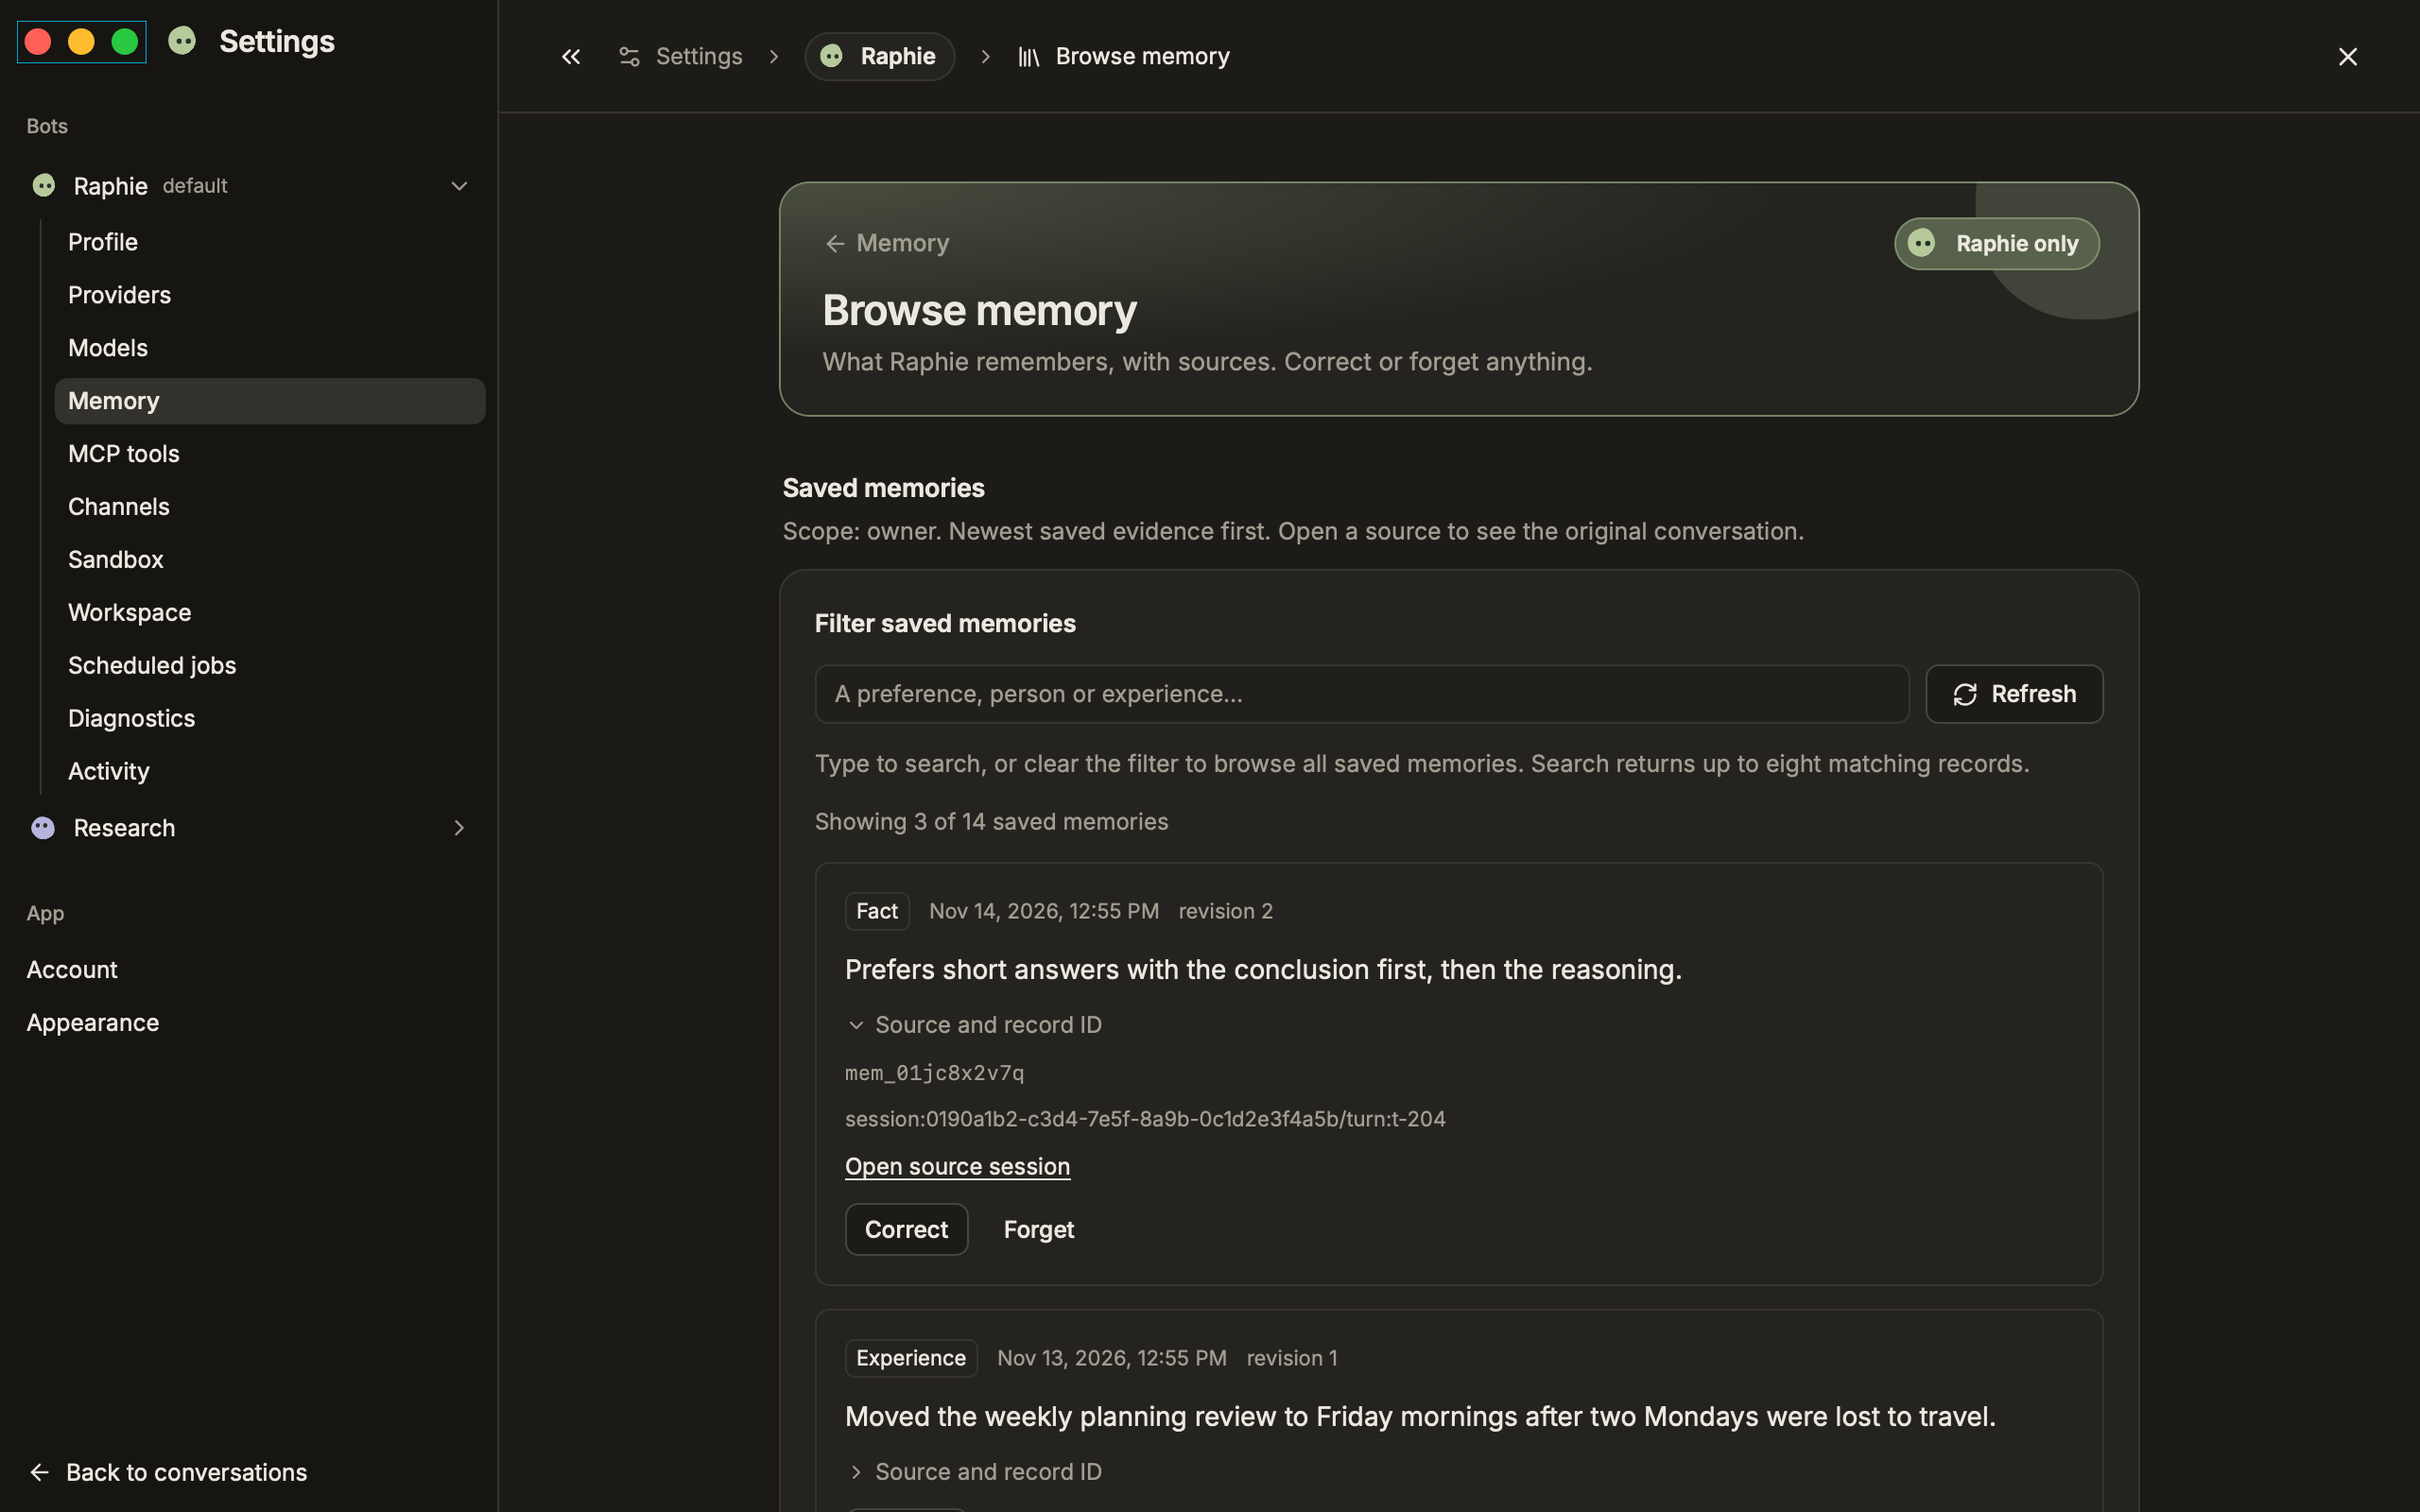 Settings
Bots
Raphie default
Profile
Providers
Models
Memory
MCP tools
Channels
Sandbox
Workspace
Scheduled jobs
Diagnostics
Activity
Research
App
Account
Appearance
Back to conversations
Settings
Raphie
Browse memory
Memory
Raphie only
Browse memory
What Raphie remembers, with sources. Correct or forget anything.
Saved memories
Scope: owner. Newest saved evidence first. Open a source to see the original conversation.
Filter saved memories
A preference, person or experience...
Refresh
Type to search, or clear the filter to browse all saved memories. Search returns up to eight matching records.
Showing 3 of 14 saved memories
Fact Nov 14, 2026, 12:55 PM revision 2
Prefers short answers with the conclusion first, then the reasoning.
Source and record ID
mem_01jc8x2v7q
session:0190a1b2-c3d4-7e5f-8a9b-0c1d2e3f4a5b/turn:t-204
Open source session
Correct Forget
Experience Nov 13, 2026, 12:55 PM revision 1
Moved the weekly planning review to Friday mornings after two Mondays were lost to travel.
Source and record ID